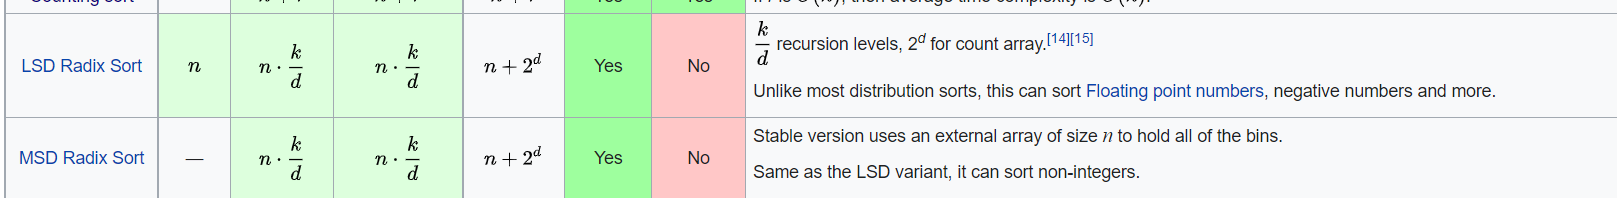 LSD Radix Sort n n · k/d n · k/d n + 2^d Yes No k/d recursion levels, 2^d for count array.[14][15]
Unlike most distribution sorts, this can sort Floating point numbers, negative numbers and more.
MSD Radix Sort — n · k/d n · k/d n + 2^d Yes No Stable version uses an external array of size n to hold all of the bins.
Same as the LSD variant, it can sort non-integers.